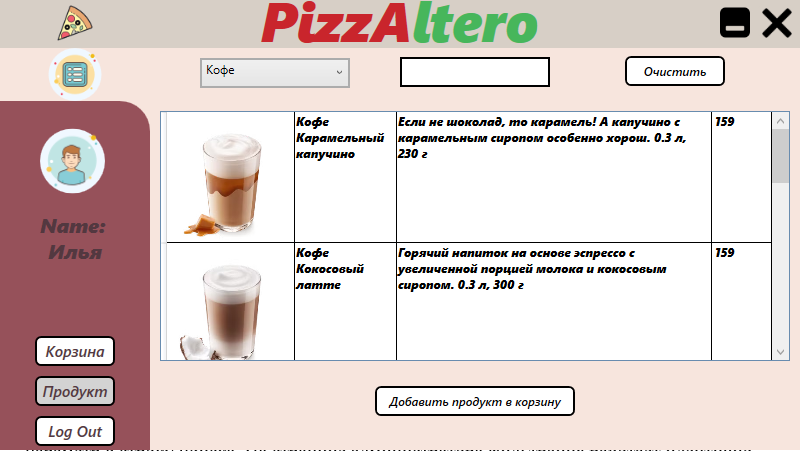 PizzAltero
Кофе
Очистить
Name:
Илья
Корзина
Продукт
Log Out
Кофе
Карамельный
капучино
Если не шоколад, то карамель! А капучино с
карамельным сиропом особенно хорош. 0.3 л,
230 г
159
Кофе
Кокосовый
латте
Горячий напиток на основе эспрессо с
увеличенной порцией молока и кокосовым
сиропом. 0.3 л, 300 г
159
Добавить продукт в корзину